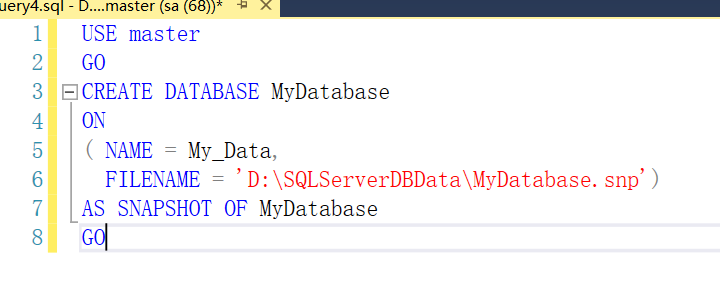 uery4.sql - D....master (sa (68))*
1 USE master
2 GO
3 CREATE DATABASE MyDatabase
4 ON
5 ( NAME = My_Data,
6 FILENAME = 'D:\SQLServerDBData\MyDatabase.snp')
7 AS SNAPSHOT OF MyDatabase
8 GO